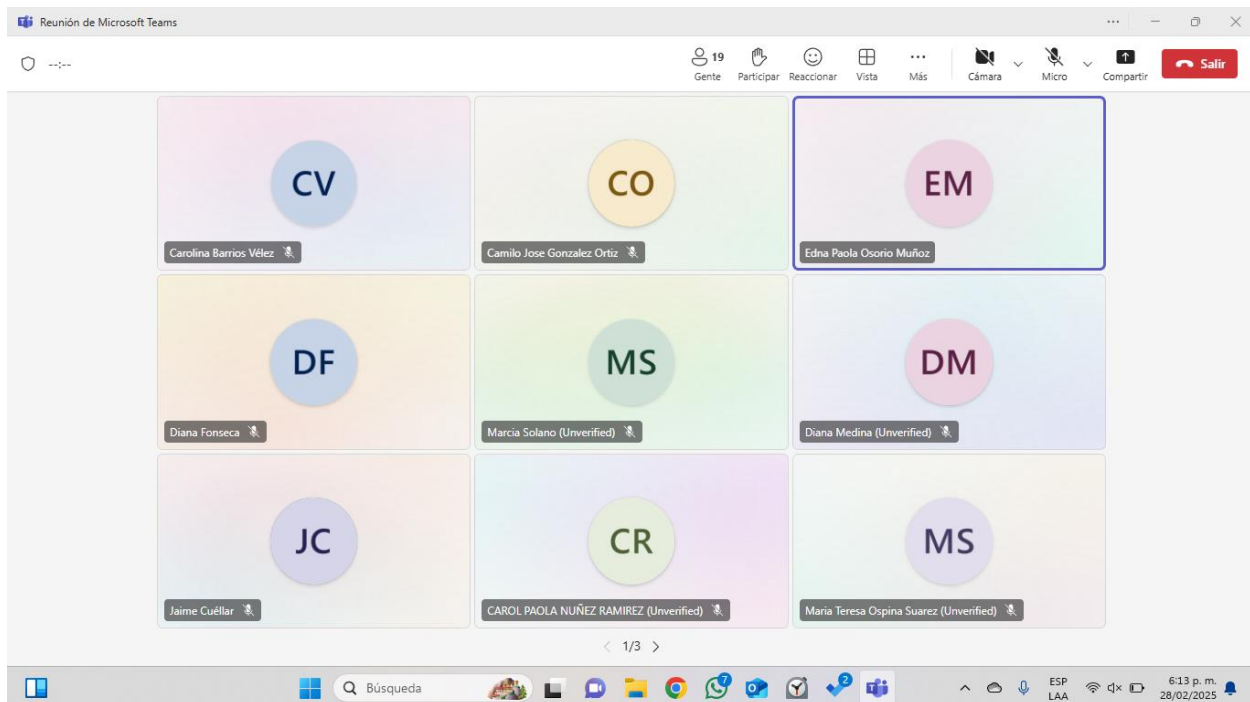 Reunión de Microsoft Teams
--:--
19
Gente Participar Reaccionar Vista Más Cámara Micro Compartir Salir
CV CO EM
Carolina Barrios Vélez Camilo Jose Gonzalez Ortiz Edna Paola Osorio Muñoz
DF MS DM
Diana Fonseca Marcia Solano (Unverified) Diana Medina (Unverified)
JC CR MS
Jaime Cuéllar CAROL PAOLA NUÑEZ RAMIREZ (Unverified) Maria Teresa Ospina Suarez (Unverified)
1/3
Búsqueda 7 2 ESP 6:13 p. m.
LAA 28/02/2025